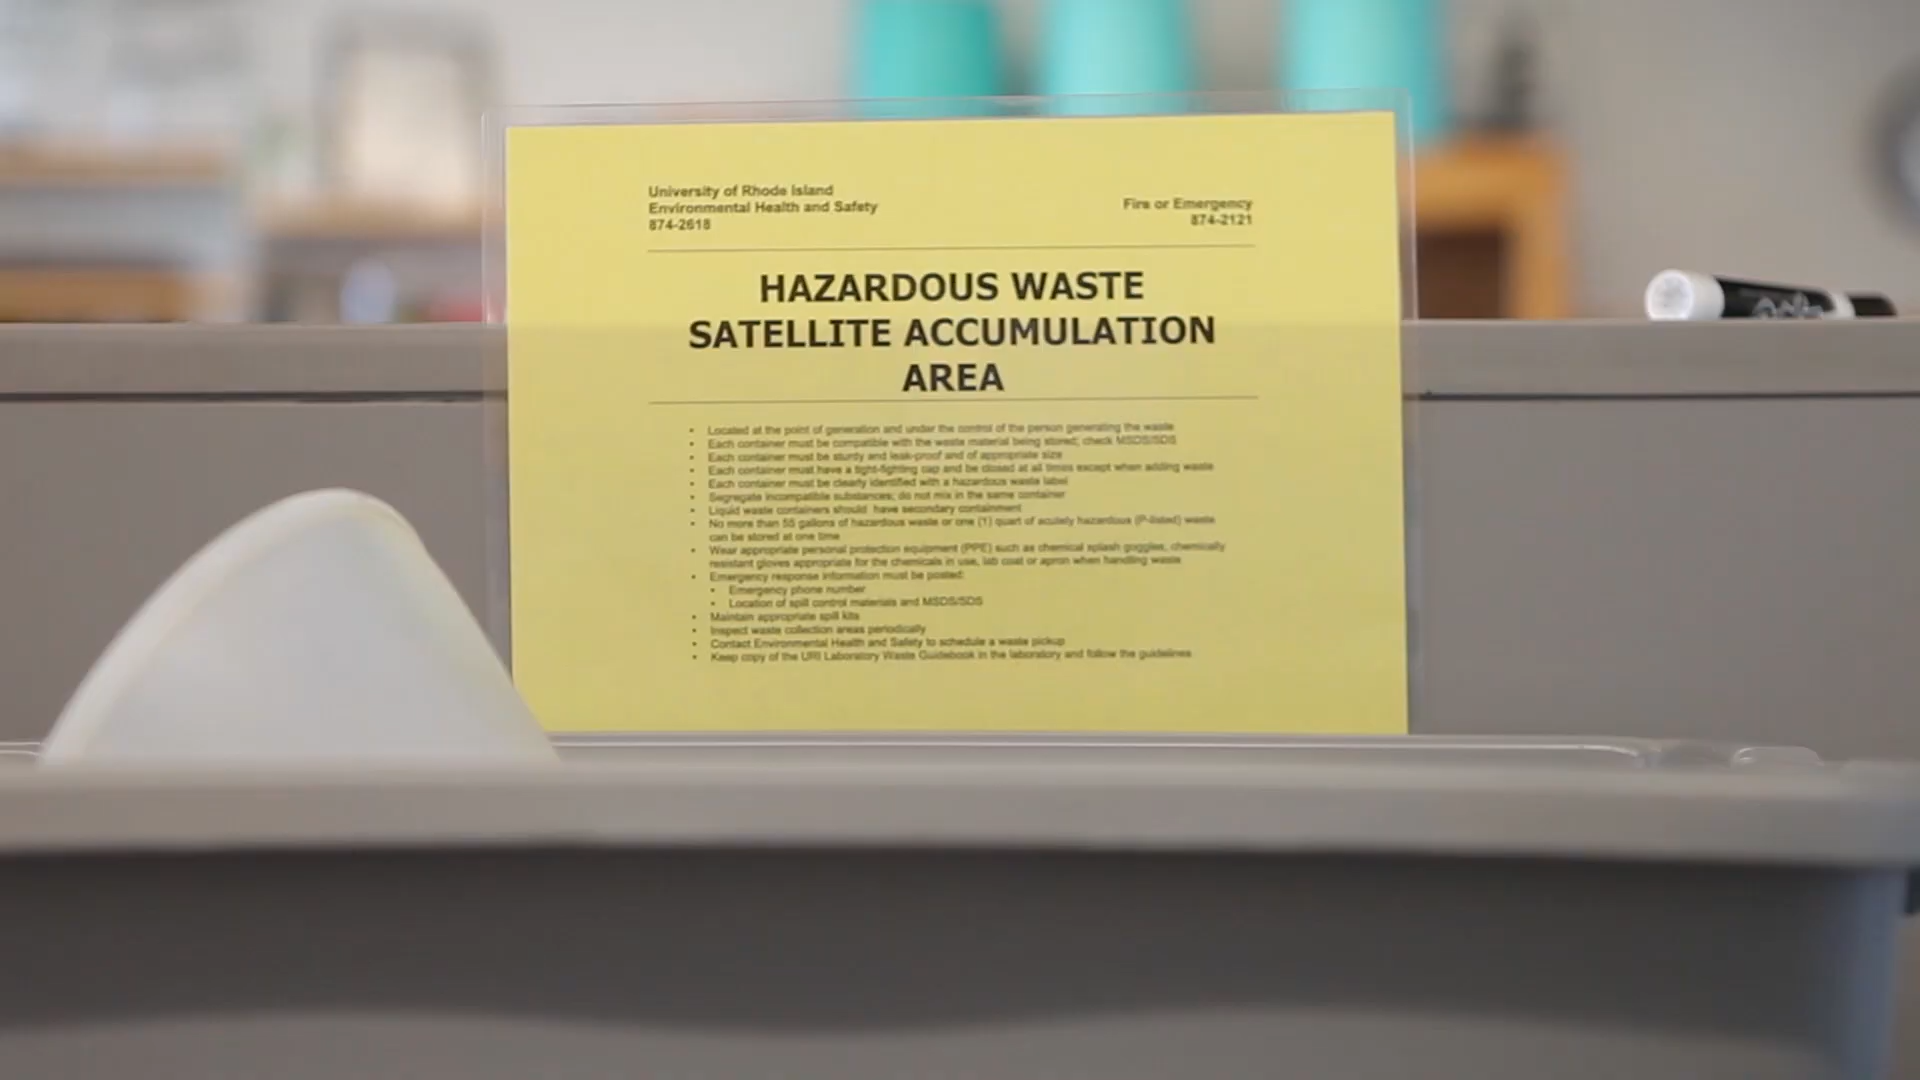 University of Rhode Island
Environmental Health and Safety
874-2618
Fire or Emergency
874-2121
HAZARDOUS WASTE
SATELLITE ACCUMULATION
AREA
• Located at the point of generation and under the control of the person generating the waste
• Each container must be compatible with the waste material being stored; check MSDS/SDS
• Each container must be sturdy and leak-proof and of appropriate size
• Each container must have a tight-fighting cap and be closed at all times except when adding waste
• Each container must be clearly identified with a hazardous waste label
• Segregate incompatible substances; do not mix in the same container
• Liquid waste containers should have secondary containment
• No more than 55 gallons of hazardous waste or one (1) quart of acutely hazardous (P-listed) waste
can be stored at one time
• Wear appropriate personal protection equipment (PPE) such as chemical splash goggles, chemically
resistant gloves appropriate for the chemicals in use, lab coat or apron when handling waste
• Emergency response information must be posted:
• Emergency phone number
• Location of spill control materials and MSDS/SDS
• Maintain appropriate spill kits
• Inspect waste collection areas periodically
• Contact Environmental Health and Safety to schedule a waste pickup
• Keep copy of the URI Laboratory Waste Guidebook in the laboratory and follow the guidelines